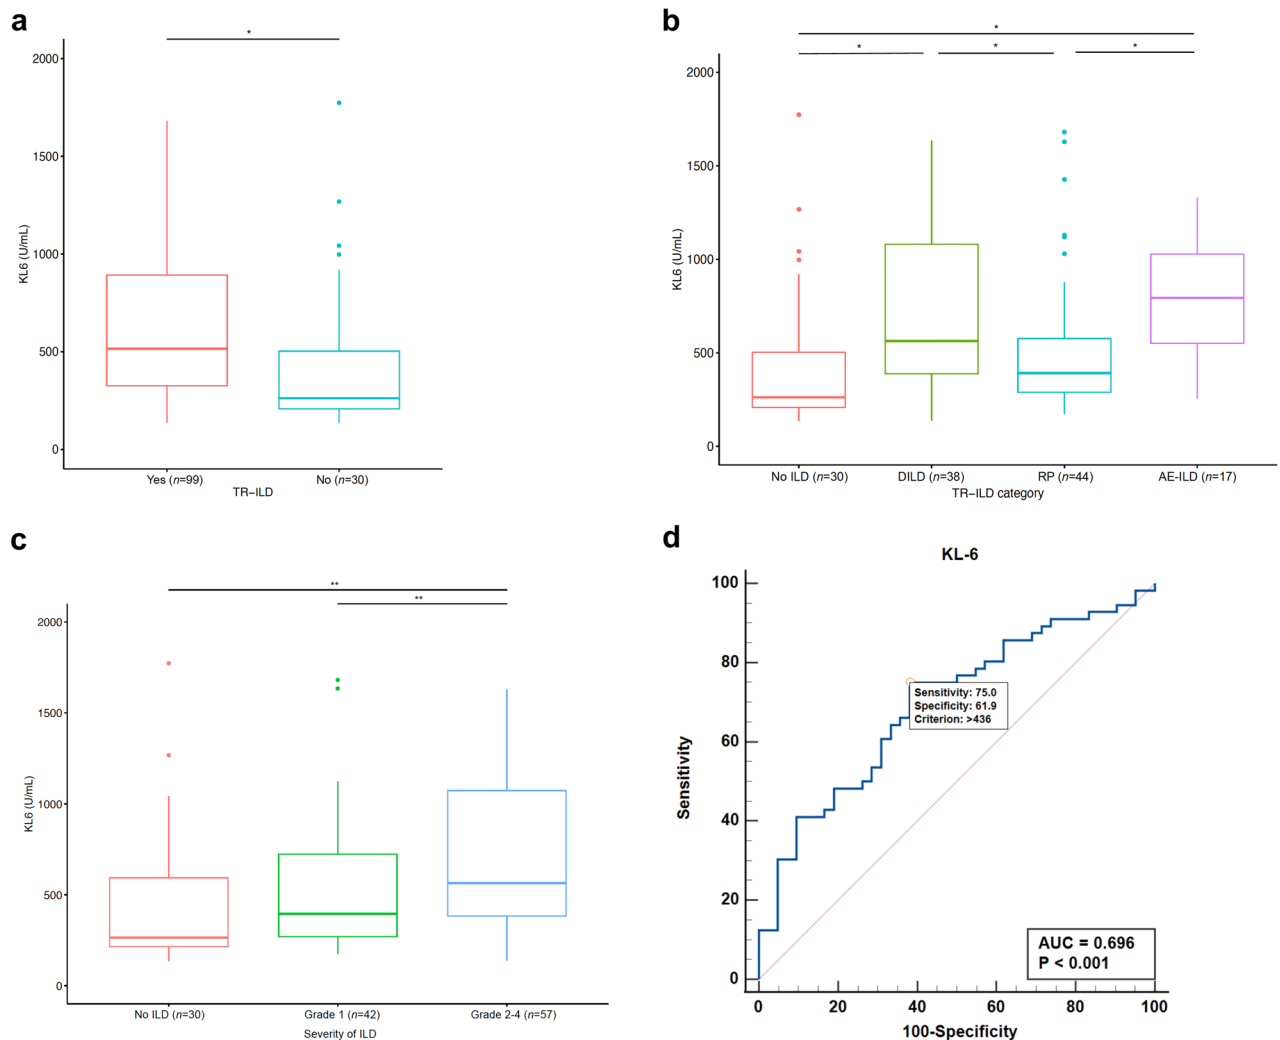 a
*
2000
1500
1000
500
0
KL6 (U/mL)
Yes (n=99)
No (n=30)
TR−ILD
b
*
*
*
*
2000
1500
1000
500
0
KL6 (U/mL)
No ILD (n=30)
DILD (n=38)
RP (n=44)
AE-ILD (n=17)
TR−ILD category
c
**
**
2000
1500
1000
500
0
KL6 (U/mL)
No ILD (n=30)
Grade 1 (n=42)
Grade 2-4 (n=57)
Severity of ILD
d
KL-6
100
80
60
40
20
0
Sensitivity
Sensitivity: 75.0
Specificity: 61.9
Criterion: >436
AUC = 0.696
P < 0.001
0
20
40
60
80
100
100-Specificity